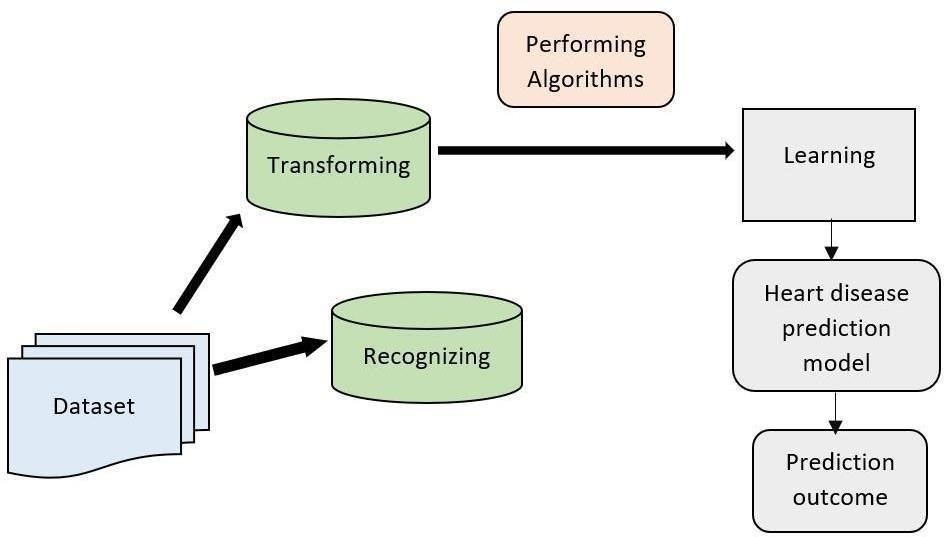 Performing
Algorithms
Transforming
Learning
Heart disease
prediction
model
Recognizing
Dataset
Prediction
outcome